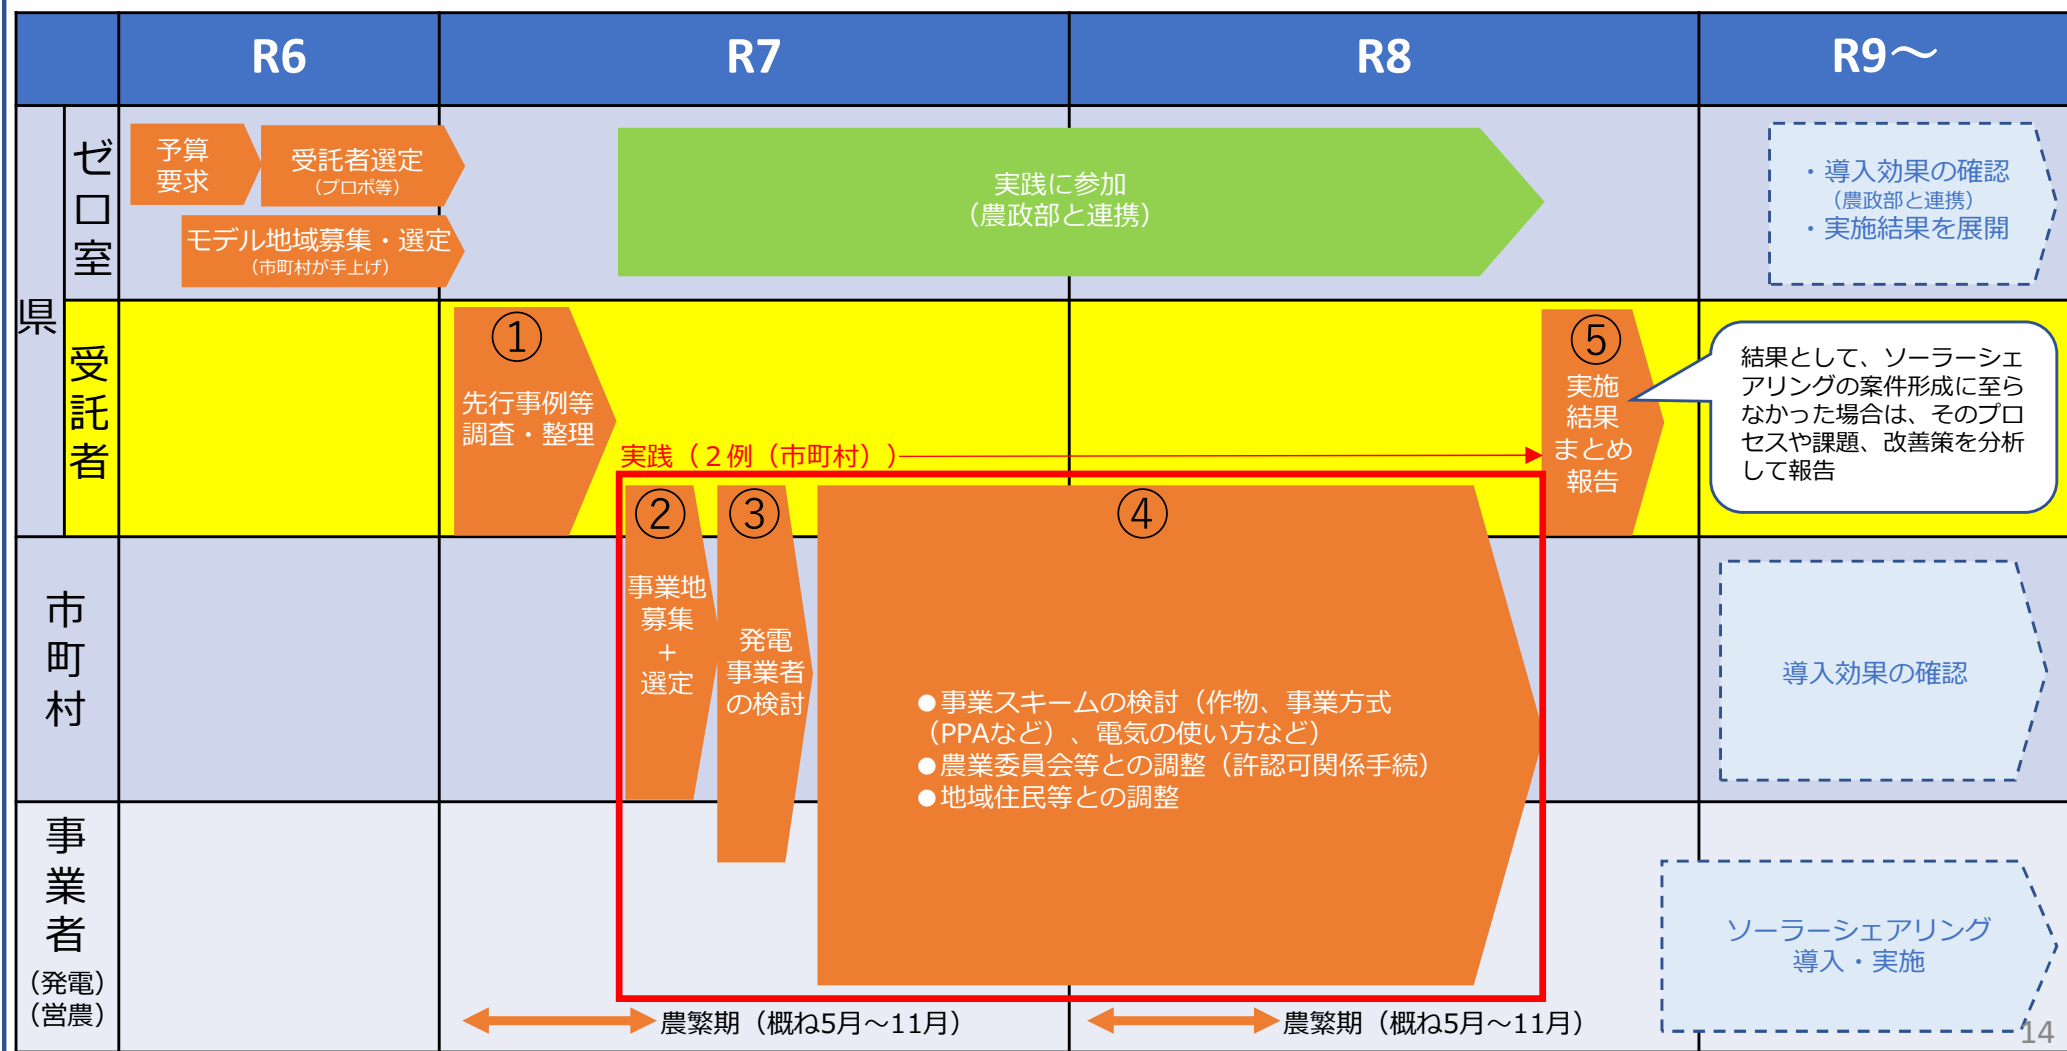 R6
R7
R8
R9～
県
ゼロ室
予算
要求
受託者選定
（プロポ等）
モデル地域募集・選定
（市町村が手上げ）
実践に参加
（農政部と連携）
・導入効果の確認
（農政部と連携）
・実施結果を展開
受託者
①
先行事例等
調査・整理
実践（２例（市町村））
⑤
実施
結果
まとめ
報告
結果として、ソーラーシェ
アリングの案件形成に至ら
なかった場合は、そのプロ
セスや課題、改善策を分析
して報告
②
事業地
募集
＋
選定
③
発電
事業者
の検討
④
●事業スキームの検討（作物、事業方式
（PPAなど）、電気の使い方など）
●農業委員会等との調整（許認可関係手続）
●地域住民等との調整
市町村
導入効果の確認
事業者
（発電）
（営農）
ソーラーシェアリング
導入・実施
農繁期（概ね5月～11月）
農繁期（概ね5月～11月）
14